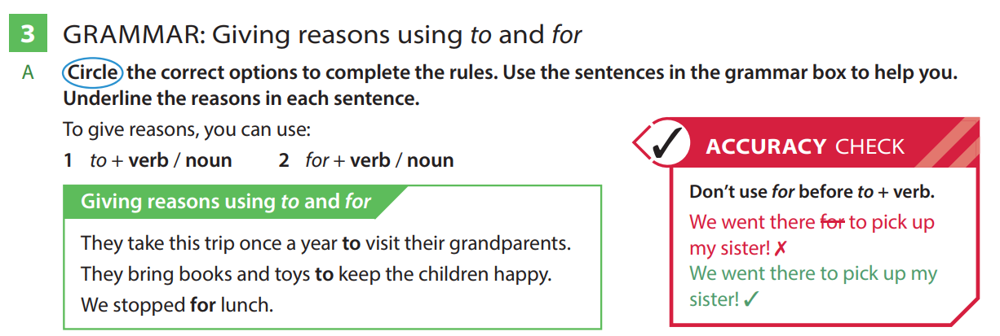 3 GRAMMAR: Giving reasons using to and for
A Circle the correct options to complete the rules. Use the sentences in the grammar box to help you.
Underline the reasons in each sentence.
To give reasons, you can use:
1 to + verb / noun 2 for + verb / noun
Giving reasons using to and for
They take this trip once a year to visit their grandparents.
They bring books and toys to keep the children happy.
We stopped for lunch.
✓ ACCURACY CHECK
Don't use for before to + verb.
We went there for to pick up
my sister! ✗
We went there to pick up my
sister! ✓